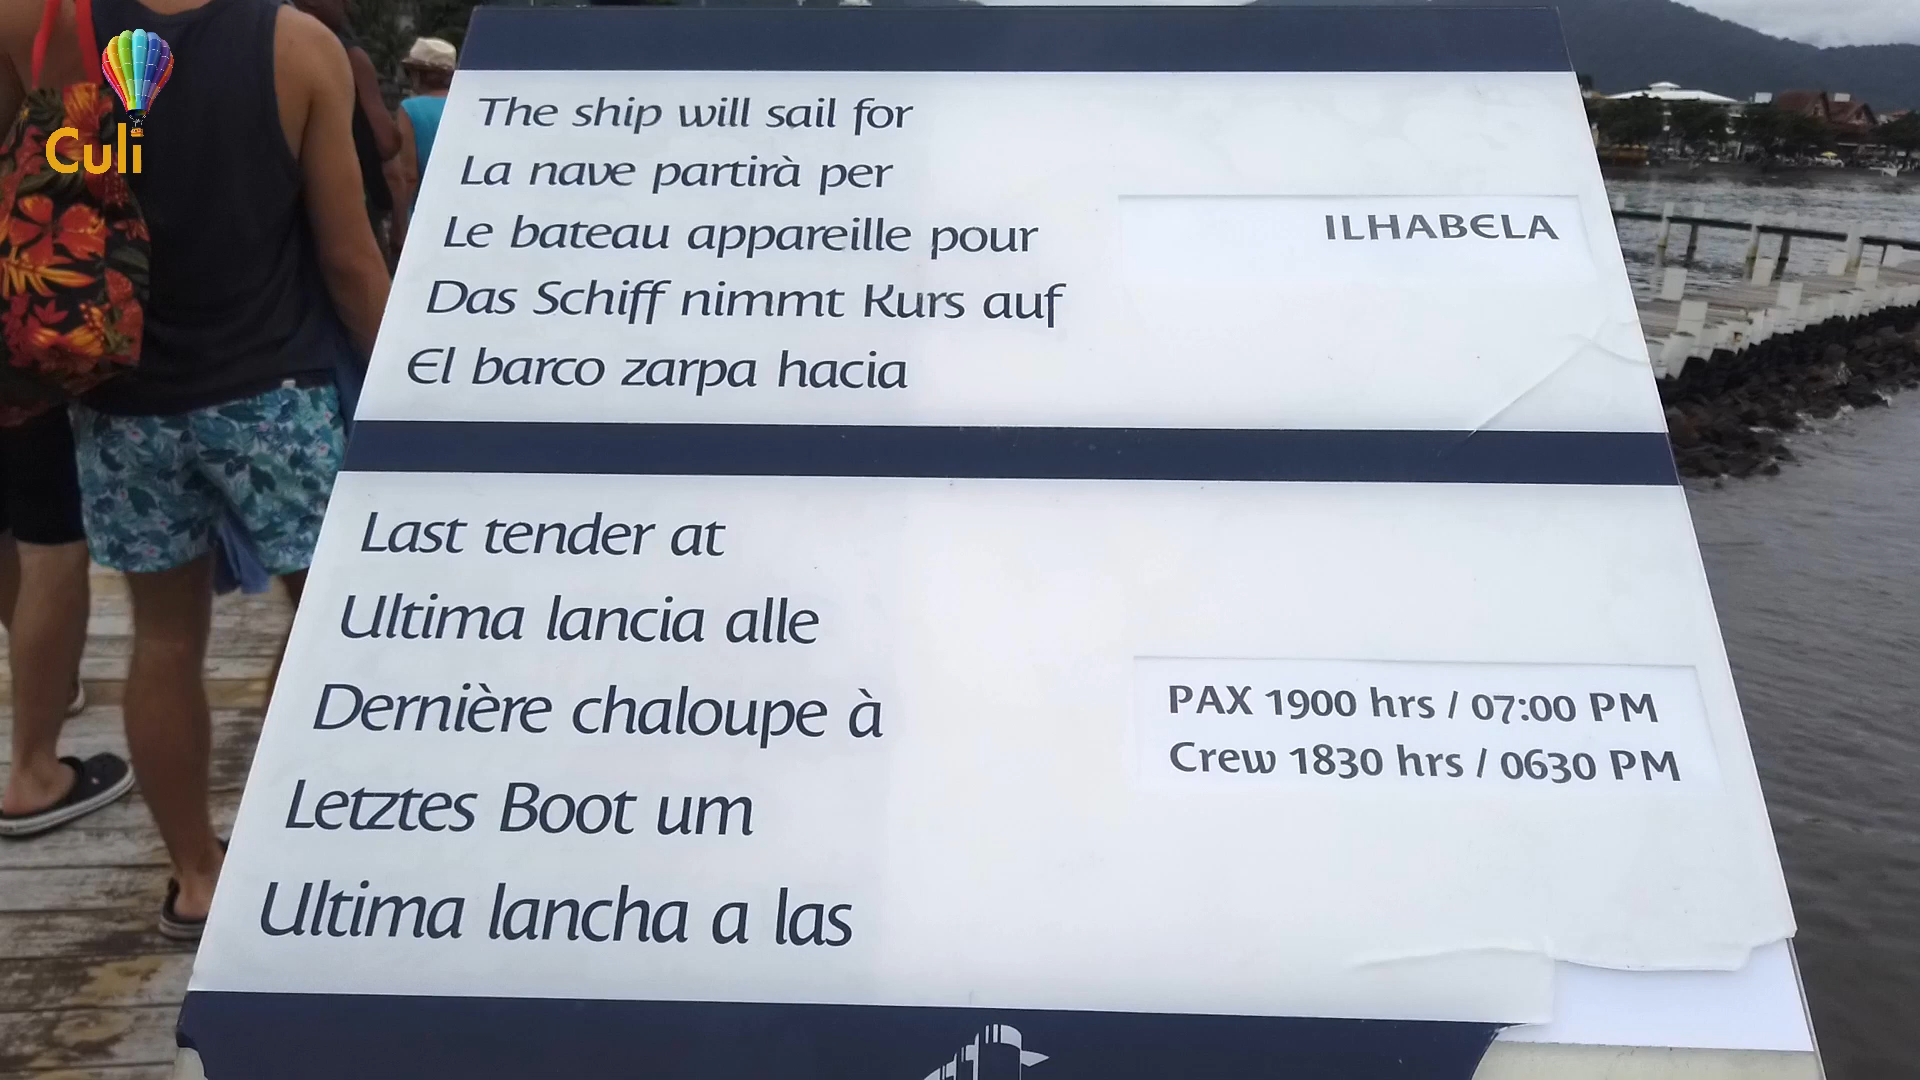 Culi
The ship will sail for
La nave partirà per
Le bateau appareille pour
Das Schiff nimmt Kurs auf
El barco zarpa hacia
ILHABELA
Last tender at
Ultima lancia alle
Dernière chaloupe à
Letztes Boot um
Ultima lancha a las
PAX 1900 hrs / 07:00 PM
Crew 1830 hrs / 0630 PM